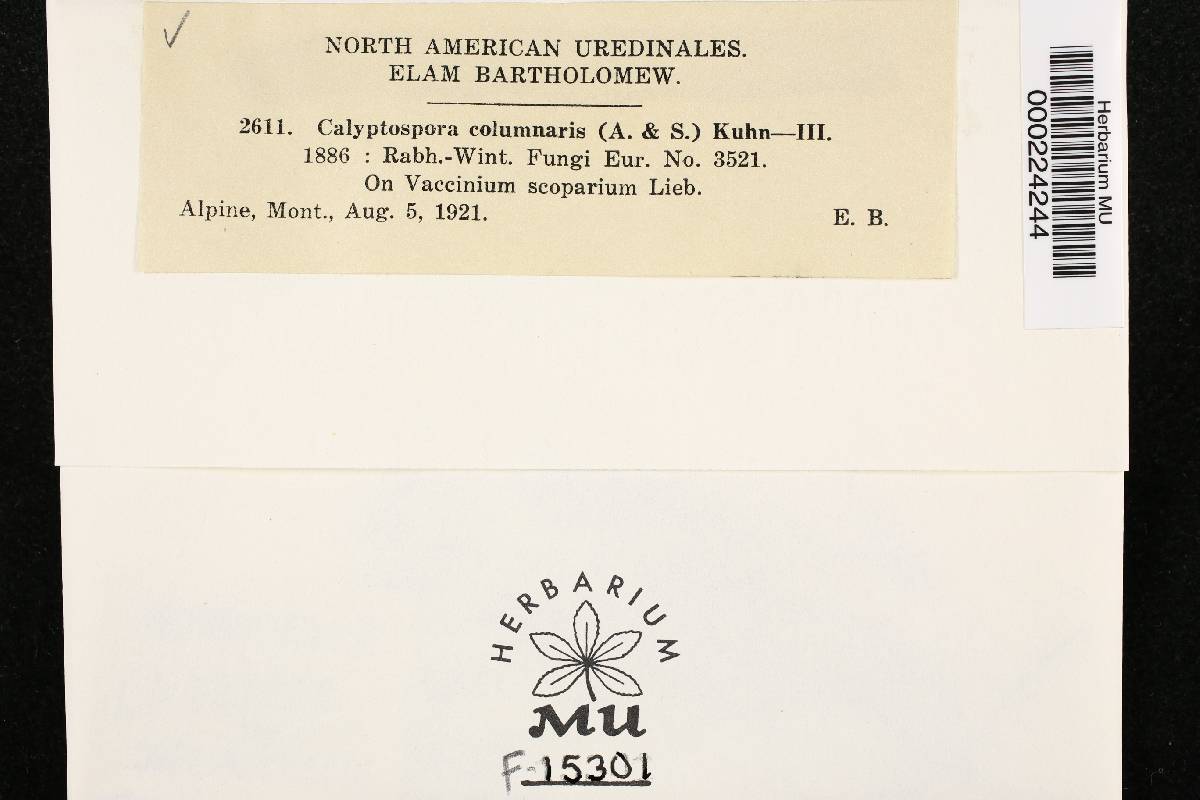 NORTH AMERICAN UREDINALES.
ELAM BARTHOLOMEW.
2611. Calyptospora columnaris (A. & S.) Kuhn—III.
1886 : Rabh.-Wint. Fungi Eur. No. 3521.
On Vaccinium scoparium Lieb.
Alpine, Mont., Aug. 5, 1921. E. B.
Herbarium MU
000224244
HERBARIUM
MU
F-15301